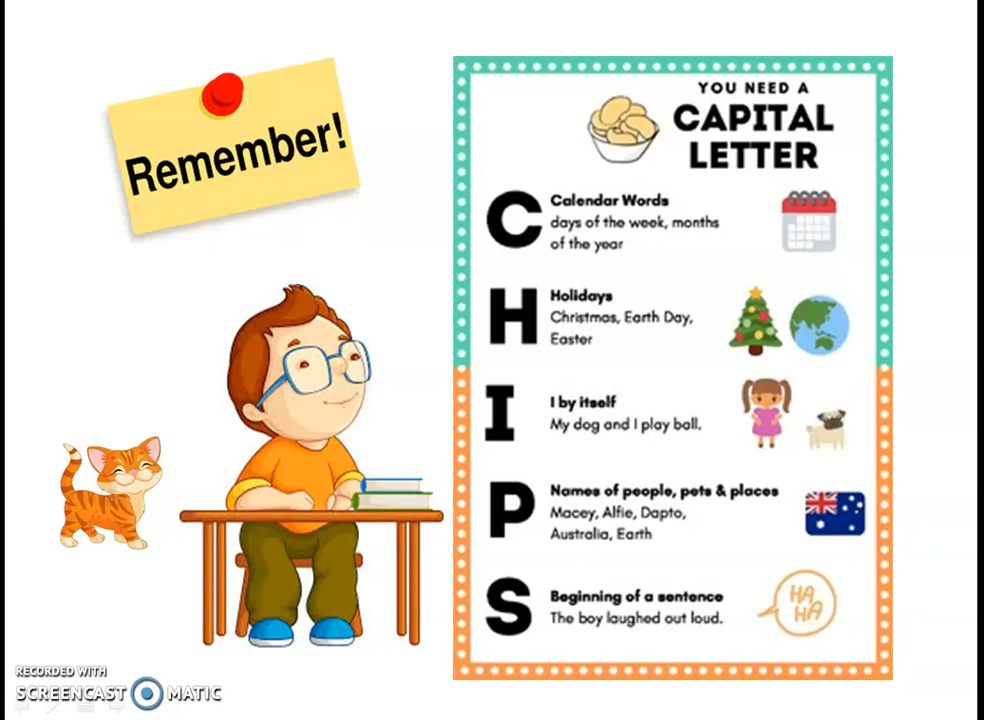 Remember!
YOU NEED A
CAPITAL
LETTER
C
Calendar Words
days of the week, months
of the year
H
Holidays
Christmas, Earth Day,
Easter
I
I by itself
My dog and I play ball.
P
Names of people, pets & places
Macey, Alfie, Dapto,
Australia, Earth
S
Beginning of a sentence
The boy laughed out loud.
HA
HA
RECORDED WITH
SCREENCAST MATIC